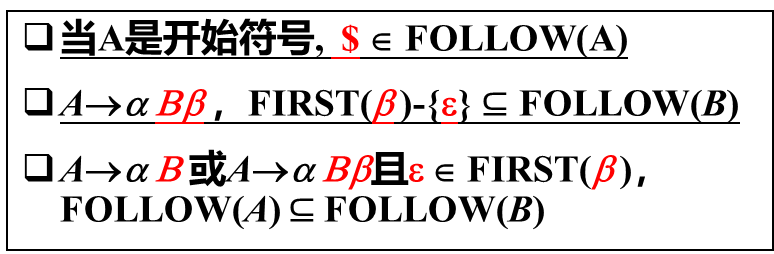 ❑当A是开始符号, $ ∈ FOLLOW(A)
❑A→α Bβ，FIRST(β)-{ε} ⊆ FOLLOW(B)
❑A→α B或A→α Bβ且ε ∈ FIRST(β)，
FOLLOW(A) ⊆ FOLLOW(B)